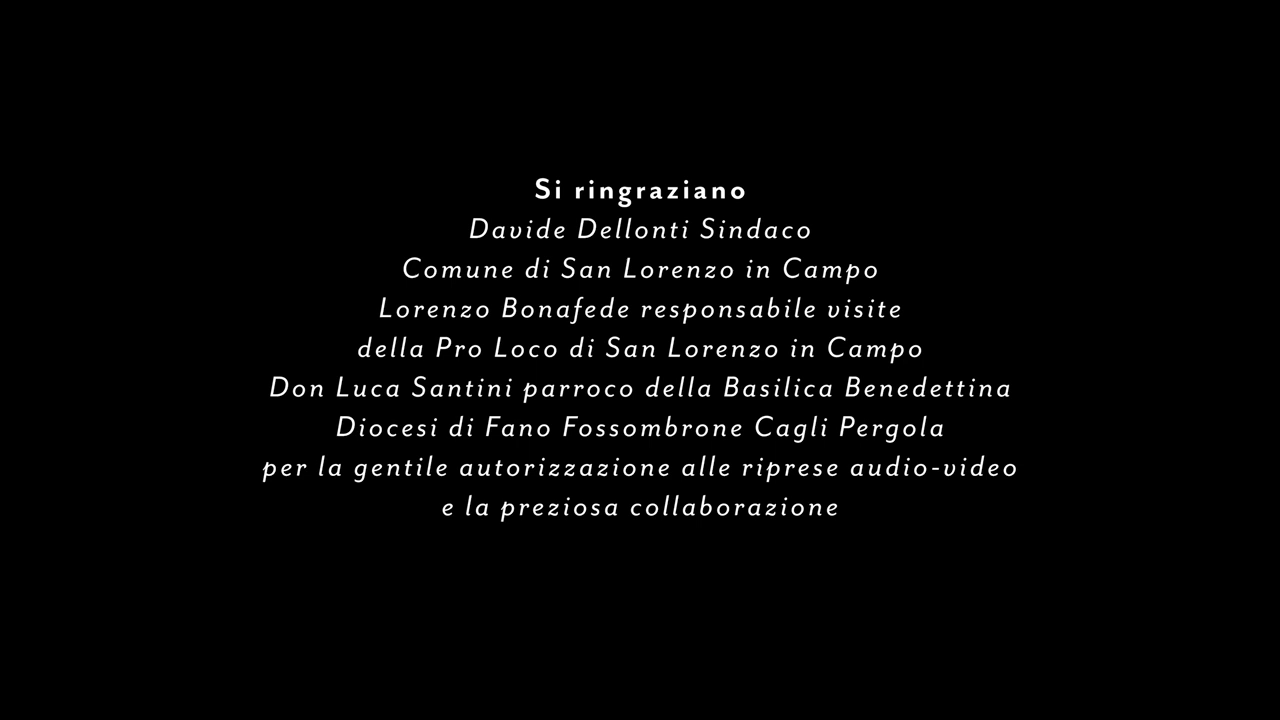 Si ringraziano
Davide Dellonti Sindaco
Comune di San Lorenzo in Campo
Lorenzo Bonafede responsabile visite
della Pro Loco di San Lorenzo in Campo
Don Luca Santini parroco della Basilica Benedettina
Diocesi di Fano Fossombrone Cagli Pergola
per la gentile autorizzazione alle riprese audio-video
e la preziosa collaborazione